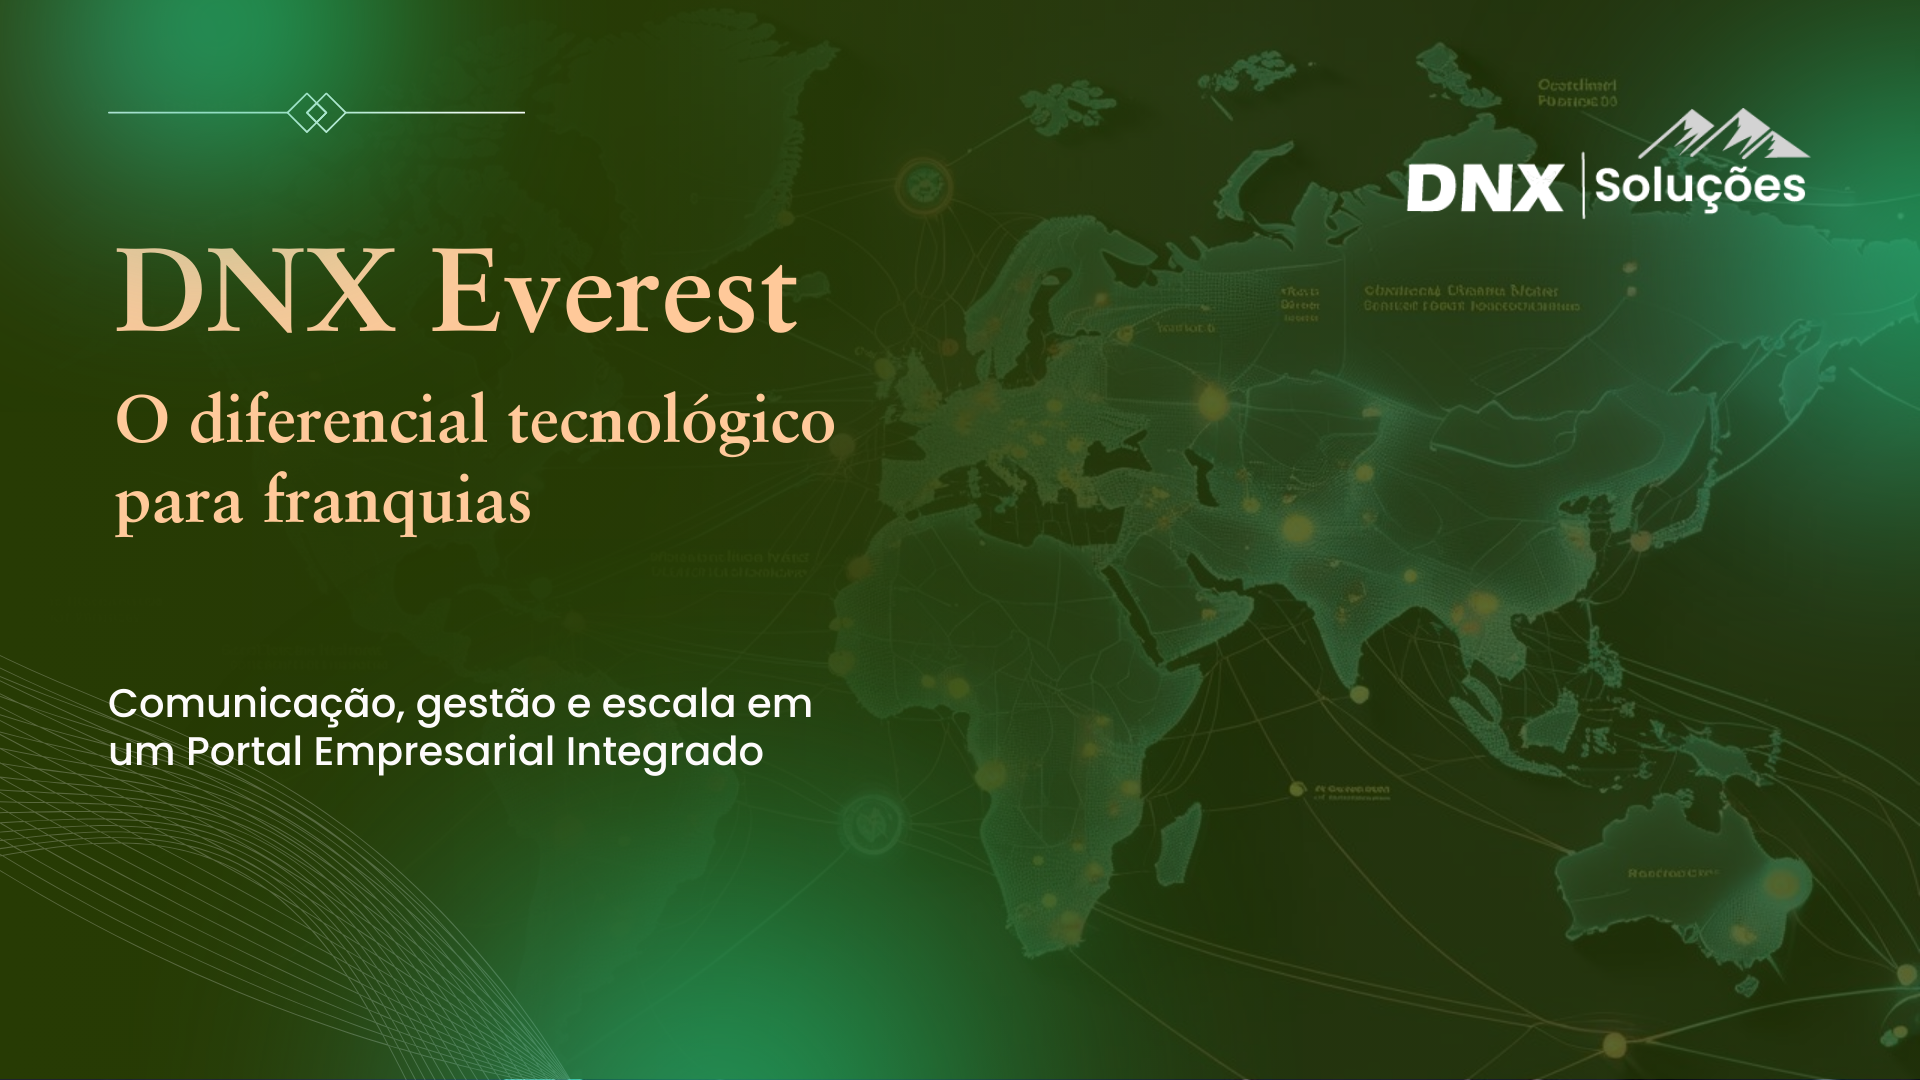 DNX Everest
DNX Soluções
O diferencial tecnológico
para franquias
Comunicação, gestão e escala em
um Portal Empresarial Integrado